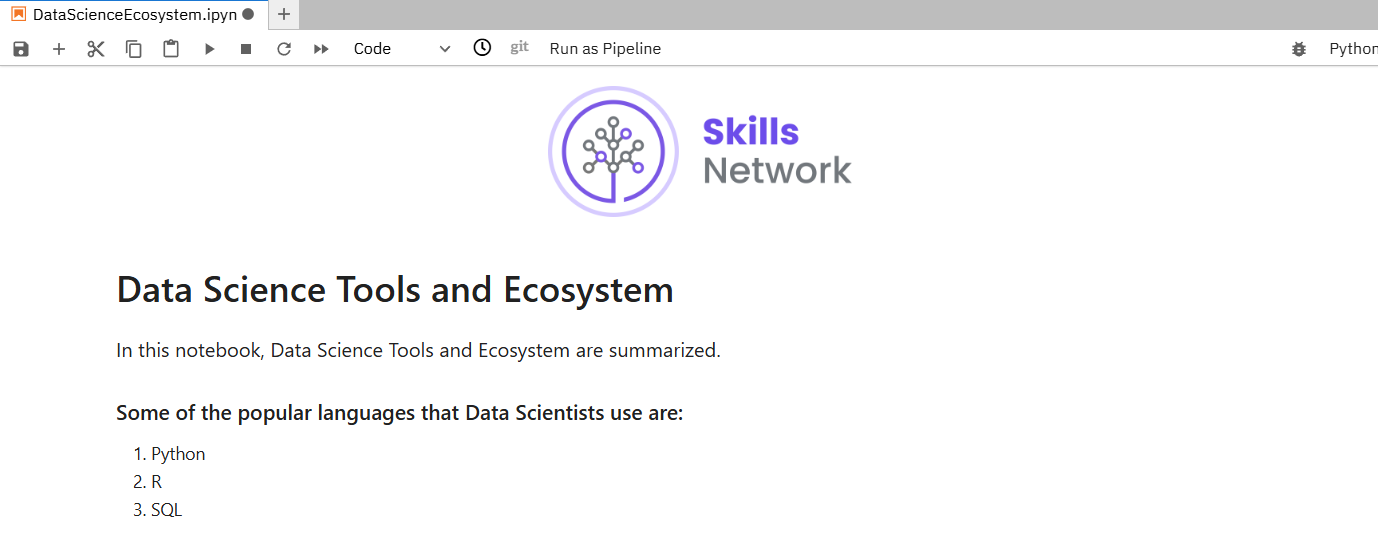 DataScienceEcosystem.ipyn
Code git Run as Pipeline Python
Skills
Network
Data Science Tools and Ecosystem
In this notebook, Data Science Tools and Ecosystem are summarized.
Some of the popular languages that Data Scientists use are:
1. Python
2. R
3. SQL